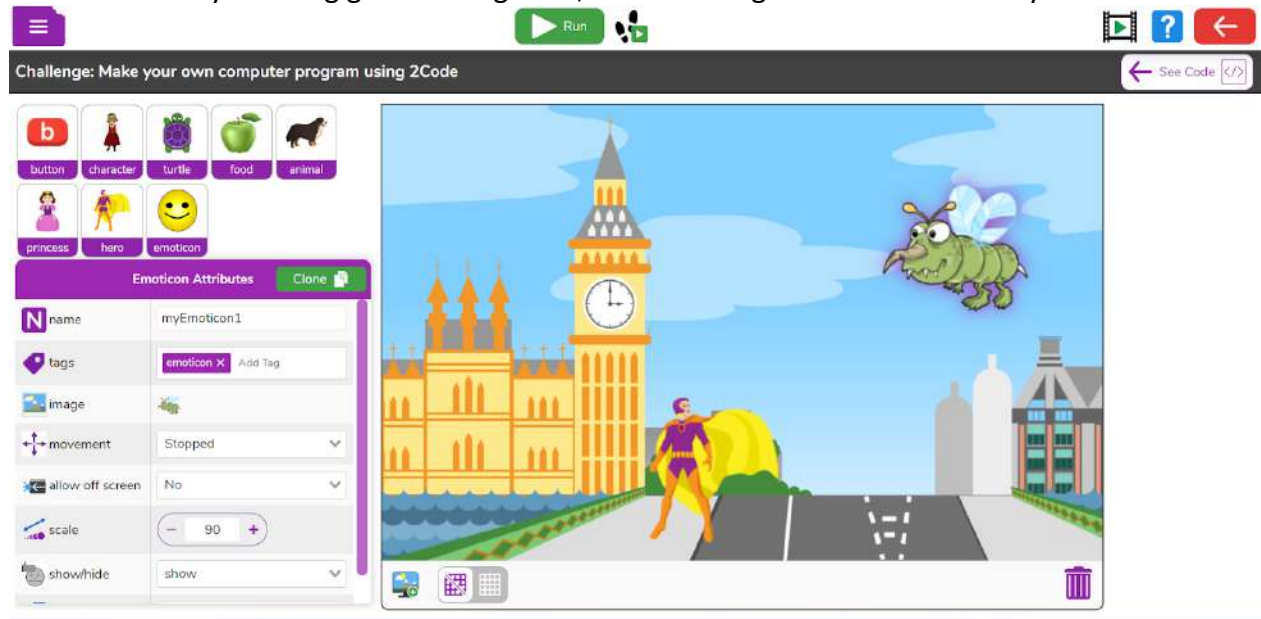 Run
?
Challenge: Make your own computer program using 2Code
See Code </>
b
button character turtle food animal
princess hero emoticon
Emoticon Attributes Clone
N name myEmoticon1
tags emoticon X Add Tag
image
movement Stopped
allow off screen No
scale - 90 +
show/hide show